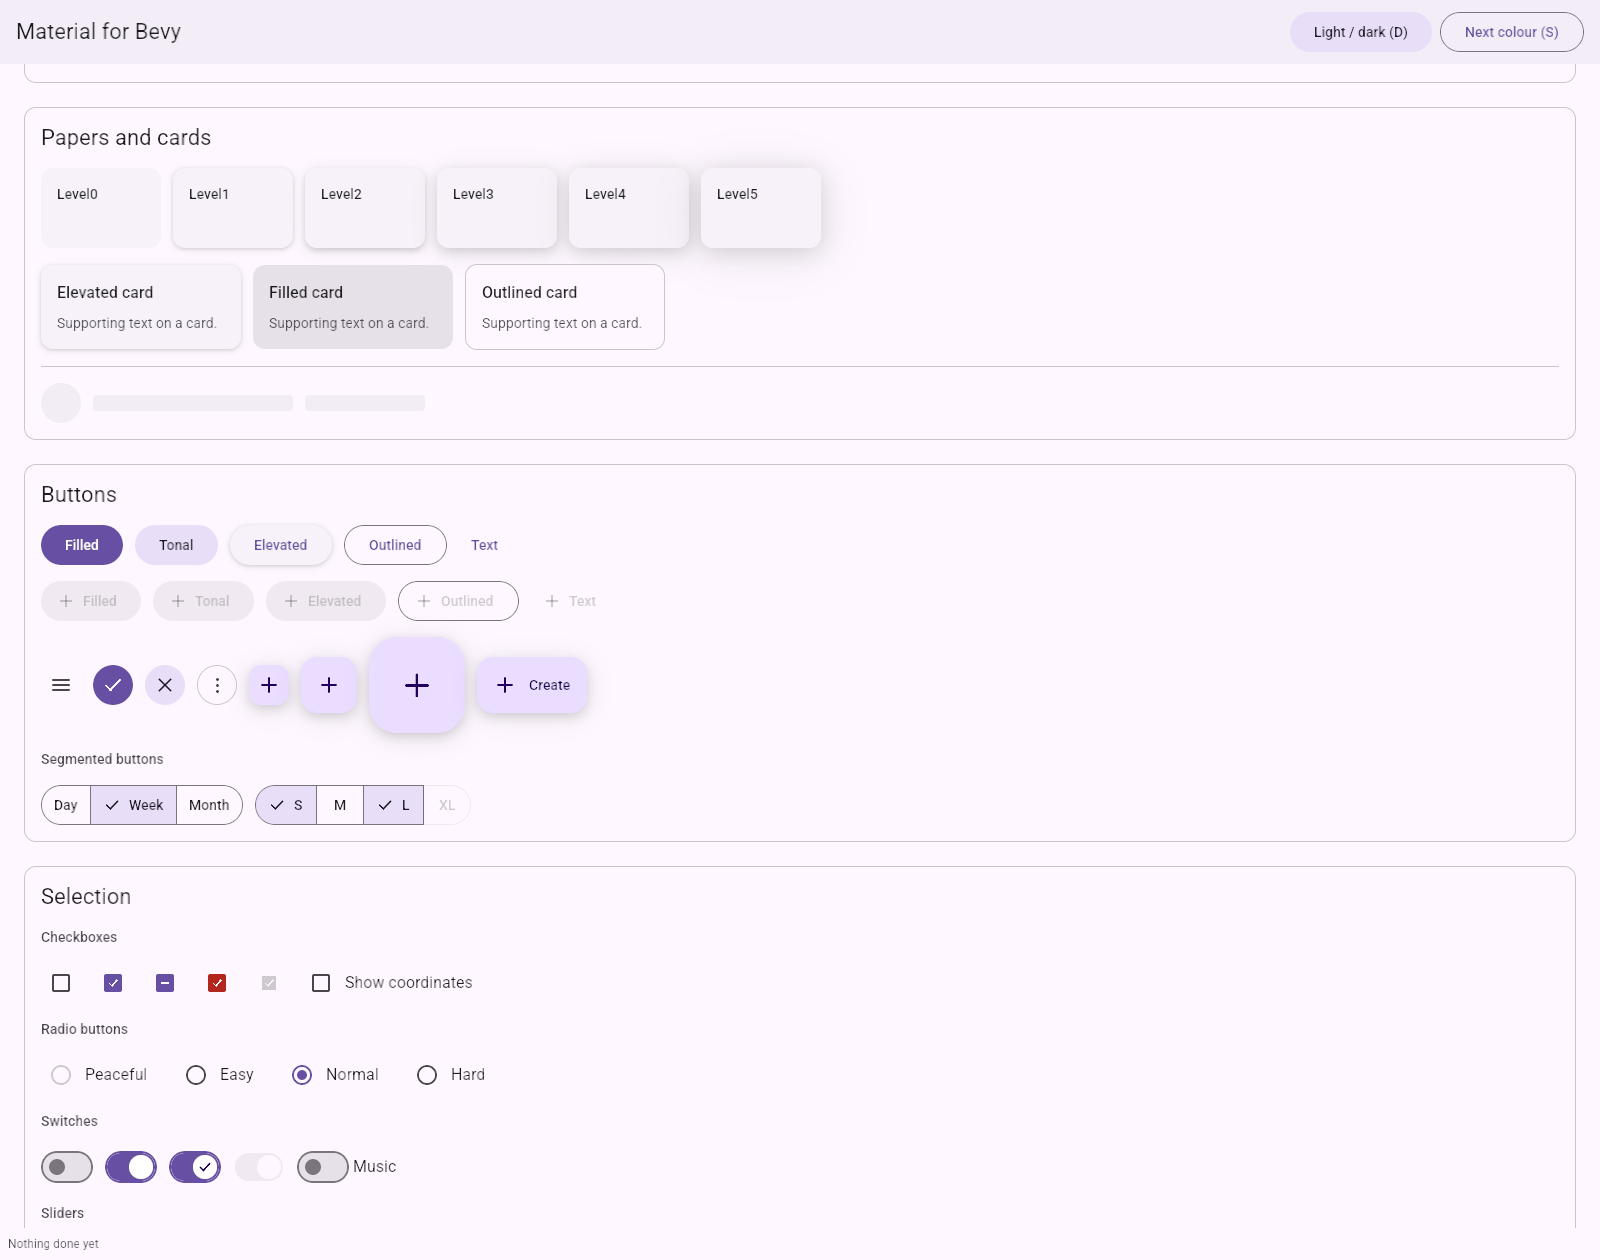 Material for Bevy
Light / dark (D)
Next colour (S)
Papers and cards
Level0
Level1
Level2
Level3
Level4
Level5
Elevated card
Supporting text on a card.
Filled card
Supporting text on a card.
Outlined card
Supporting text on a card.
Buttons
Filled
Tonal
Elevated
Outlined
Text
Filled
Tonal
Elevated
Outlined
Text
Create
Segmented buttons
Day
Week
Month
S
M
L
XL
Selection
Checkboxes
Show coordinates
Radio buttons
Peaceful
Easy
Normal
Hard
Switches
Music
Sliders
Nothing done yet